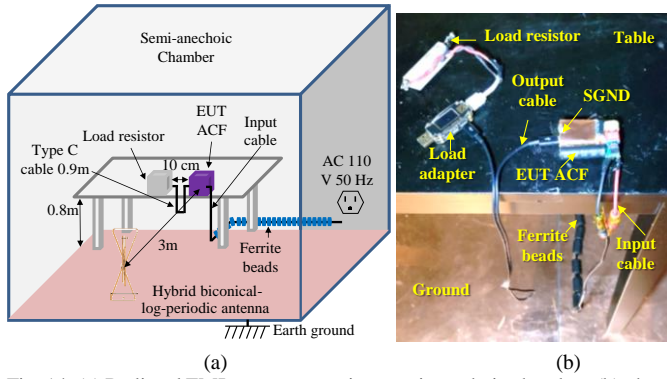 Semi-anechoic
Chamber
EUT
ACF
Input
cable
Load resistor
Type C
cable 0.9m
10 cm
AC 110
V 50 Hz
0.8m
3m
Ferrite
beads
Hybrid biconical-
log-periodic antenna
Earth ground
(a)
Load resistor
Table
Output
cable
SGND
Load
adapter
EUT ACF
Ferrite
beads
Input
cable
Ground
(b)